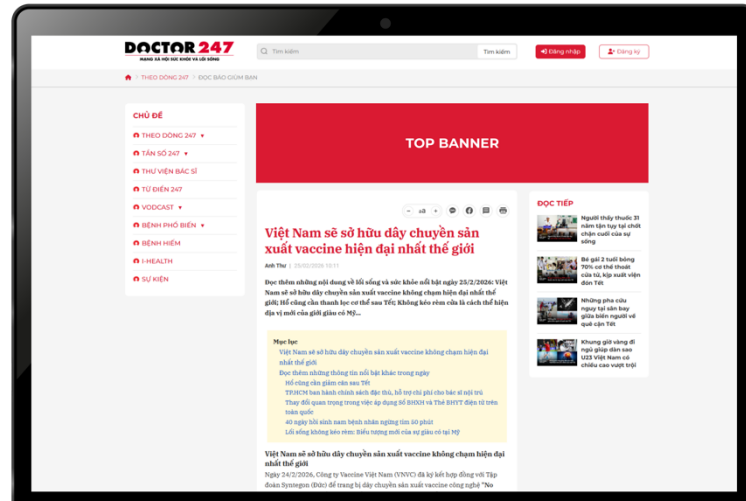 DOCTOR 247
MẠNG XÃ HỘI SỨC KHỎE VÀ LỐI SỐNG
Tìm kiếm
Tìm kiếm
Đăng nhập
Đăng ký
THEO DÒNG 247 / ĐỌC BÁO GIÙM BẠN
CHỦ ĐỀ
THEO DÒNG 247
TẦN SỐ 247
THƯ VIỆN BÁC SĨ
TỪ ĐIỂN 247
VODCAST
BỆNH PHỔ BIẾN
BỆNH HIẾM
I-HEALTH
SỰ KIỆN
TOP BANNER
- aa +
Việt Nam sẽ sở hữu dây chuyền sản
xuất vaccine hiện đại nhất thế giới
Anh Thư | 25/02/2026 10:11
Đọc thêm những nội dung về lối sống và sức khỏe nổi bật ngày 25/2/2026: Việt
Nam sẽ sở hữu dây chuyền sản xuất vaccine không chạm hiện đại nhất thế
giới; Hổ cũng cần thanh lọc cơ thể sau Tết; Không kéo rèm cửa là cách thể hiện
địa vị mới của giới giàu có Mỹ...
Mục lục
Việt Nam sẽ sở hữu dây chuyền sản xuất vaccine không chạm hiện đại
nhất thế giới
Đọc thêm những thông tin nổi bật khác trong ngày
Hổ cũng cần giảm cân sau Tết
TP.HCM ban hành chính sách đặc thù, hỗ trợ chi phí cho bác sĩ nội trú
Thay đổi quan trọng trong việc áp dụng Sổ BHXH và Thẻ BHYT điện tử trên
toàn quốc
40 ngày hồi sinh nam bệnh nhân ngừng tim 50 phút
Lối sống không kéo rèm: Biểu tượng mới của sự giàu có tại Mỹ
Việt Nam sẽ sở hữu dây chuyền sản xuất vaccine không chạm hiện đại
nhất thế giới
Ngày 24/2/2026, Công ty Vaccine Việt Nam (VNVC) đã ký kết hợp đồng với Tập
đoàn Syntegon (Đức) để trang bị dây chuyền sản xuất vaccine công nghệ "No
ĐỌC TIẾP
Người thầy thuốc 31
năm tận tụy tại chốt
chặn cuối của sự
sống
Bé gái 2 tuổi bỏng
70% cơ thể thoát
cửa tử, kịp xuất viện
đón Tết
Những pha cứu
nguy tại sân bay
giữa biển người về
quê cận Tết
Khung giờ vàng đi
ngủ giúp dàn sao
U23 Việt Nam có
chiều cao vượt trội